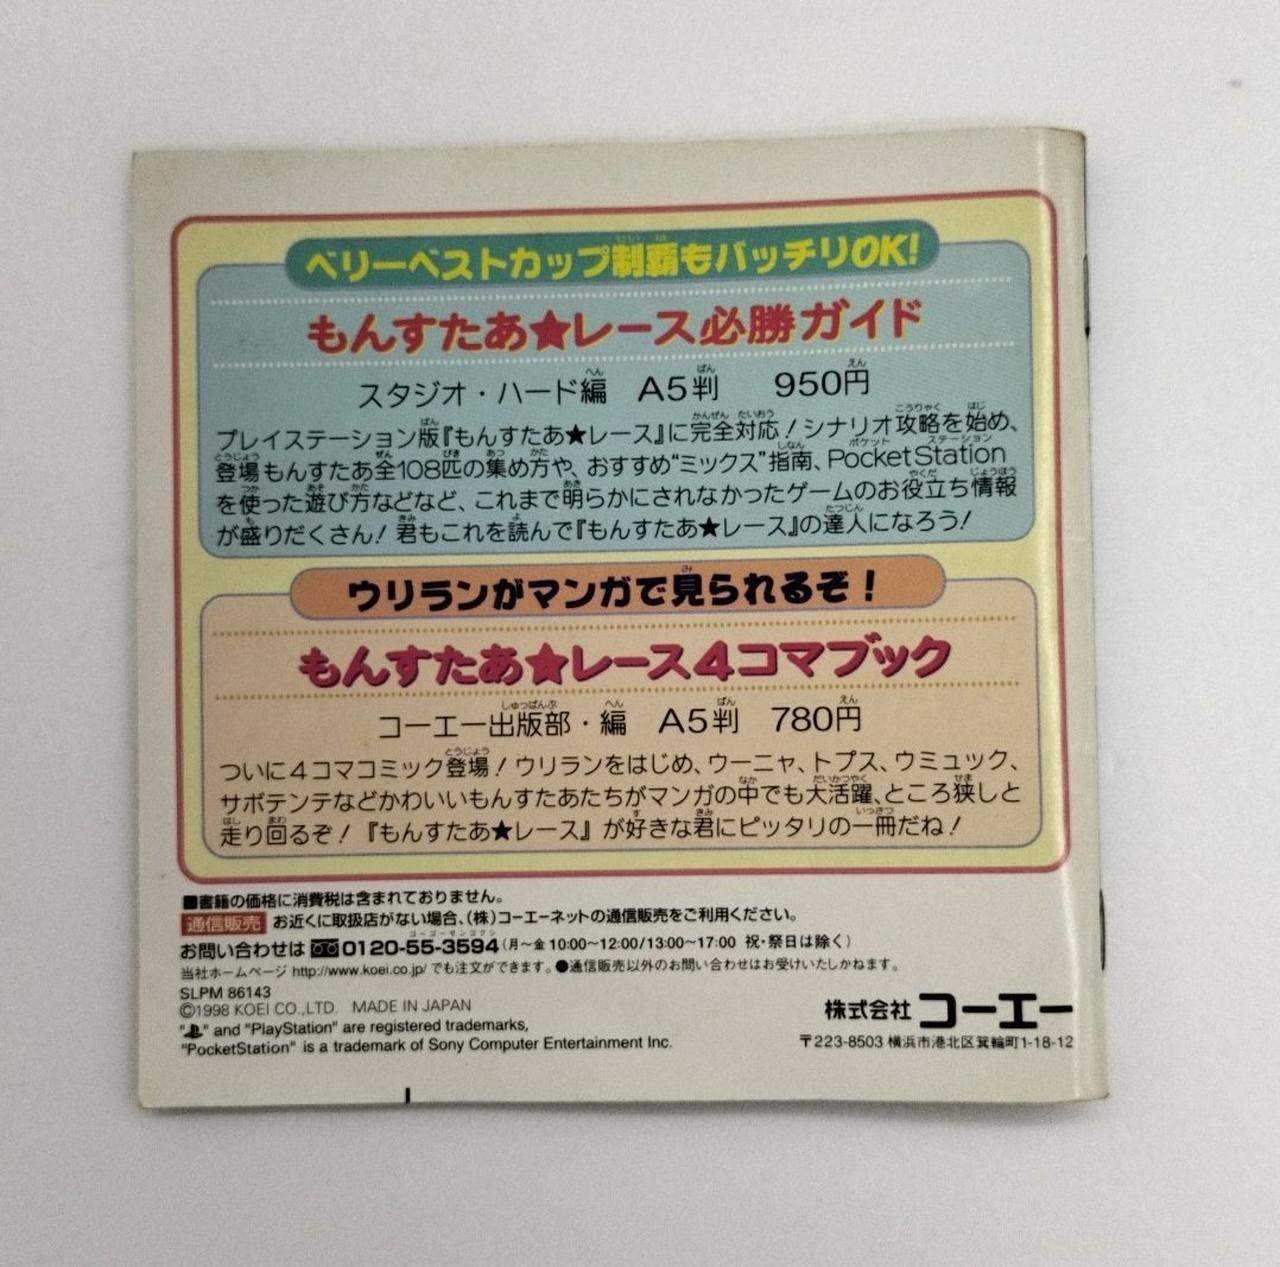 ベリーベストカップ制覇もバッチリOK!
もんすたあ★レース必勝ガイド
スタジオ・ハード編 A5判 950円
プレイステーション版『もんすたあ★レース』に完全対応！シナリオ攻略を始め、
登場もんすたあ全108匹の集め方や、おすすめ“ミックス”指南、PocketStation
を使った遊び方などなど、これまで明らかにされなかったゲームのお役立ち情報
が盛りだくさん！君もこれを読んで『もんすたあ★レース』の達人になろう！
ウリランがマンガで見られるぞ！
もんすたあ★レース4コマブック
コーエー出版部・編 A5判 780円
ついに4コマコミック登場！ウリランをはじめ、ウーニャ、トプス、ウミュック、
サボテンテなどかわいいもんすたあたちがマンガの中でも大活躍、ところ狭しと
走り回るぞ！『もんすたあ★レース』が好きな君にピッタリの一冊だね！
■書籍の価格に消費税は含まれておりません。
通信販売 お近くに取扱店がない場合、(株)コーエーネットの通信販売をご利用ください。
お問い合わせは 0120-55-3594(月〜金 10:00〜12:00/13:00〜17:00 祝・祭日は除く)
当社ホームページ http://www.koei.co.jp/ でも注文ができます。●通信販売以外のお問い合わせはお受けいたしかねます。
SLPM 86143
©1998 KOEI CO.,LTD. MADE IN JAPAN
" " and "PlayStation" are registered trademarks,
"PocketStation" is a trademark of Sony Computer Entertainment Inc.
株式会社 コーエー
〒223-8503 横浜市港北区箕輪町1-18-12